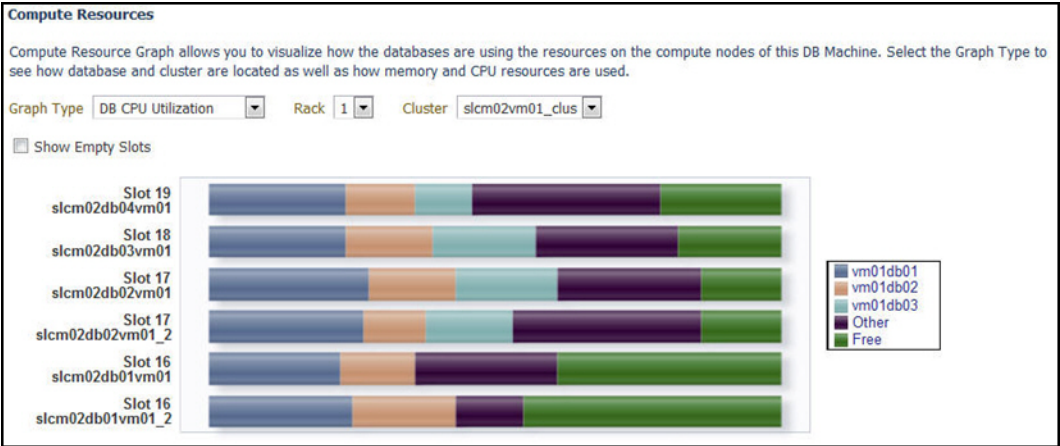 Compute Resources
Compute Resource Graph allows you to visualize how the databases are using the resources on the compute nodes of this DB Machine. Select the Graph Type to
see how database and cluster are located as well as how memory and CPU resources are used.
Graph Type DB CPU Utilization Rack 1 Cluster slcm02vm01_clus
Show Empty Slots
Slot 19
slcm02db04vm01
Slot 18
slcm02db03vm01
Slot 17
slcm02db02vm01
Slot 17
slcm02db02vm01_2
Slot 16
slcm02db01vm01
Slot 16
slcm02db01vm01_2
vm01db01
vm01db02
vm01db03
Other
Free